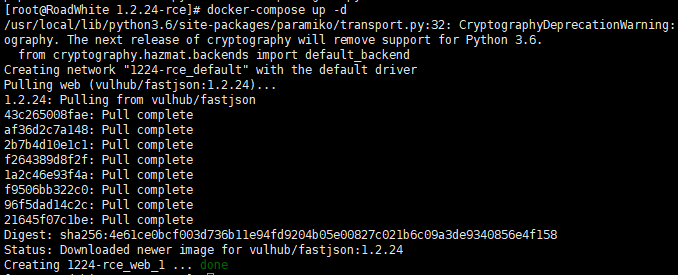 [root@RoadWhite 1.2.24-rce]# docker-compose up -d
/usr/local/lib/python3.6/site-packages/paramiko/transport.py:32: CryptographyDeprecationWarning:
ography. The next release of cryptography will remove support for Python 3.6.
  from cryptography.hazmat.backends import default_backend
Creating network "1224-rce_default" with the default driver
Pulling web (vulhub/fastjson:1.2.24)...
1.2.24: Pulling from vulhub/fastjson
43c265008fae: Pull complete
af36d2c7a148: Pull complete
2b7b4d10e1c1: Pull complete
f264389d8f2f: Pull complete
1a2c46e93f4a: Pull complete
f9506bb322c0: Pull complete
96f5dad14c2c: Pull complete
21645f07c1be: Pull complete
Digest: sha256:4e61ce0bcf003d736b11e94fd9204b05e00827c021b6c09a3de9340856e4f158
Status: Downloaded newer image for vulhub/fastjson:1.2.24
Creating 1224-rce_web_1 ... done